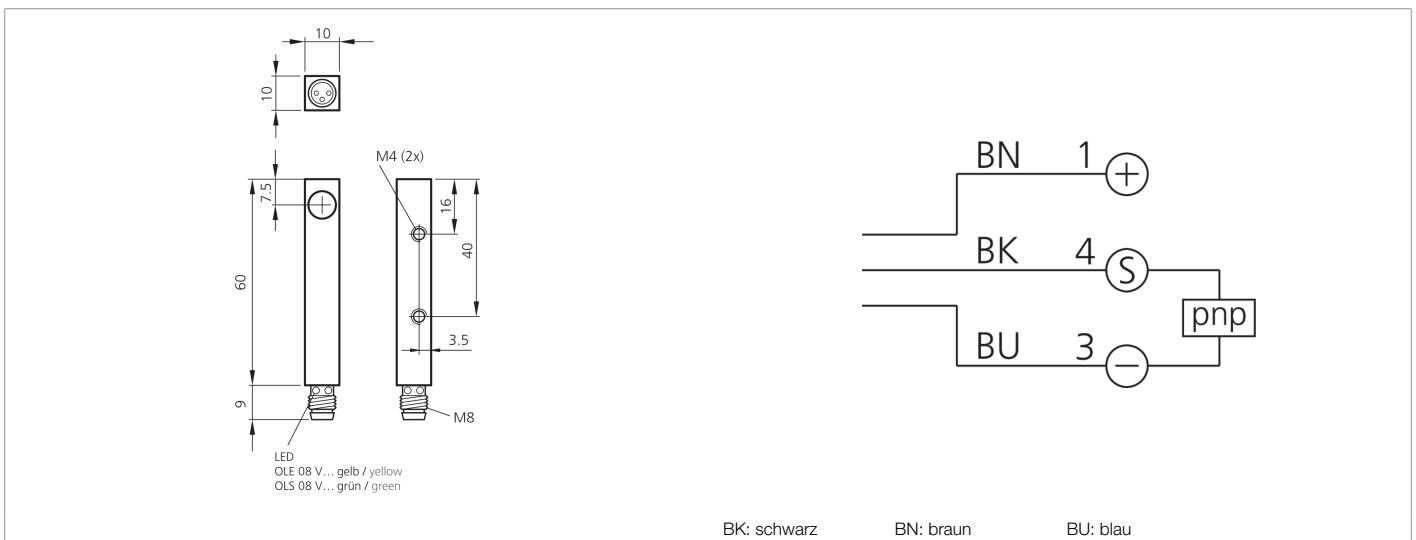 10
10
M4 (2x)
7.5
16
40
60
3.5
9
M8
LED
OLE 08 V… gelb / yellow
OLS 08 V… grün / green
BN 1
+
BK 4
S
pnp
BU 3
−
BK: schwarz BN: braun BU: blau